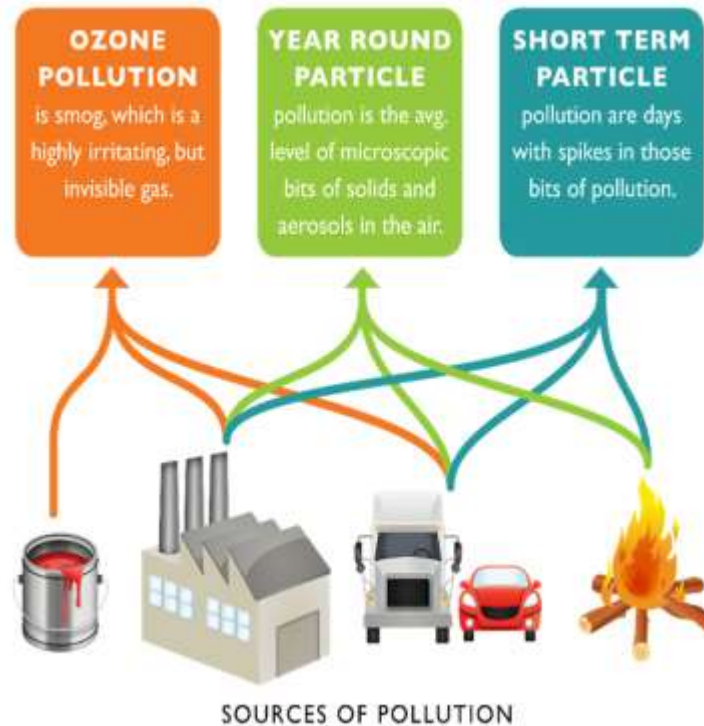 OZONE
POLLUTION
is smog, which is a
highly irritating, but
invisible gas.
YEAR ROUND
PARTICLE
pollution is the avg.
level of microscopic
bits of solids and
aerosols in the air.
SHORT TERM
PARTICLE
pollution are days
with spikes in those
bits of pollution.
SOURCES OF POLLUTION